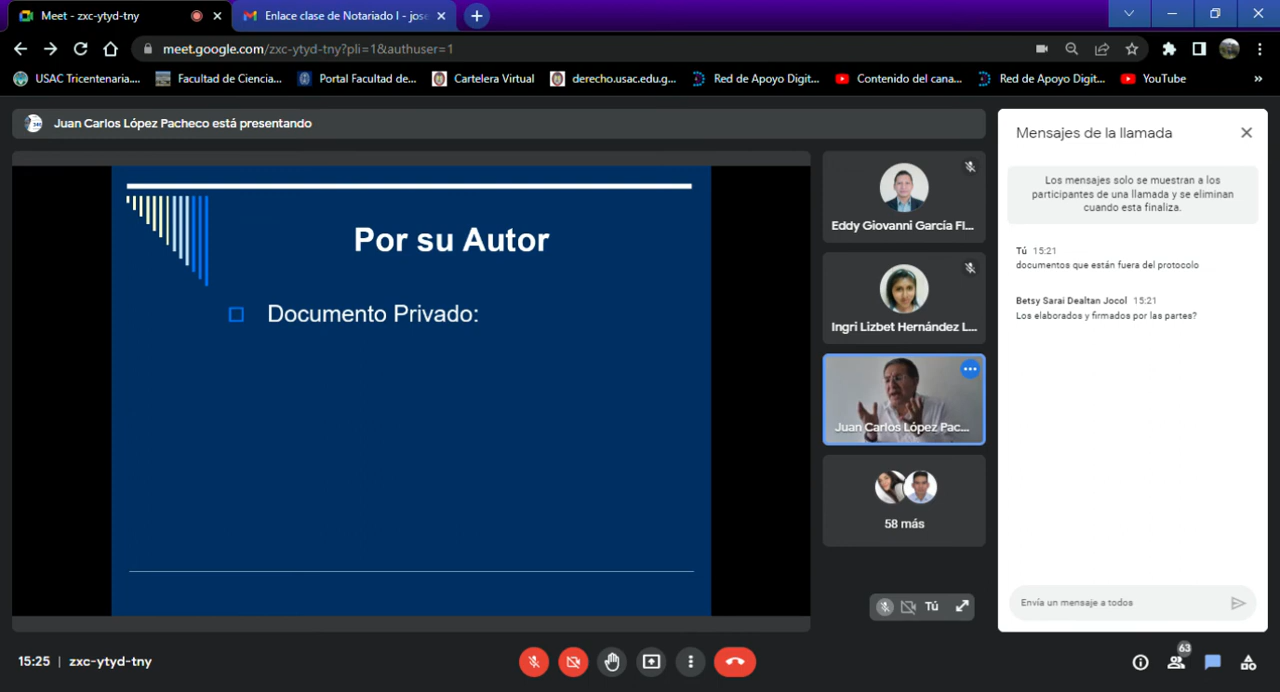 Meet - zxc-ytyd-tny
Enlace clase de Notariado I - jose
meet.google.com/zxc-ytyd-tny?pli=1&authuser=1
USAC Tricentenaria....
Facultad de Ciencia...
Portal Facultad de...
Cartelera Virtual
derecho.usac.edu.g...
Red de Apoyo Digit...
Contenido del cana...
Red de Apoyo Digit...
YouTube
»
Juan Carlos López Pacheco está presentando
Por su Autor
Documento Privado:
Eddy Giovanni García Fl...
Ingri Lizbet Hernández L...
Juan Carlos López Pac...
58 más
Tú
Mensajes de la llamada
Los mensajes solo se muestran a los
participantes de una llamada y se eliminan
cuando esta finaliza.
Tú 15:21
documentos que están fuera del protocolo
Betsy Sarai Dealtan Jocol 15:21
Los elaborados y firmados por las partes?
Envía un mensaje a todos
15:25 | zxc-ytyd-tny
63